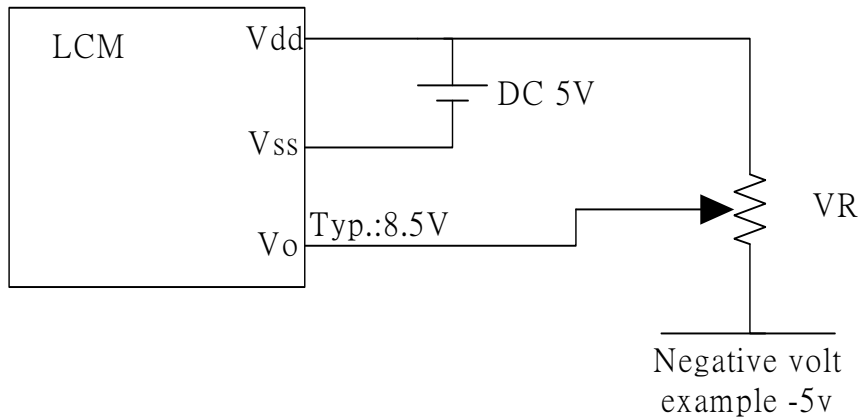 LCM
Vdd
DC 5V
Vss
Typ.:8.5V
Vo
VR
Negative volt
example -5v